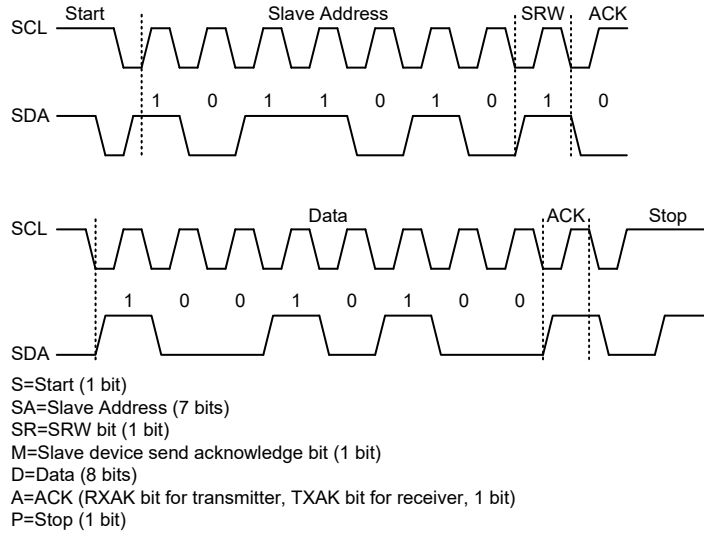 Start Slave Address SRW ACK
SCL
1 0 1 1 0 1 0 1 0
SDA
Data ACK Stop
SCL
1 0 0 1 0 1 0 0
SDA
S=Start (1 bit)
SA=Slave Address (7 bits)
SR=SRW bit (1 bit)
M=Slave device send acknowledge bit (1 bit)
D=Data (8 bits)
A=ACK (RXAK bit for transmitter, TXAK bit for receiver, 1 bit)
P=Stop (1 bit)